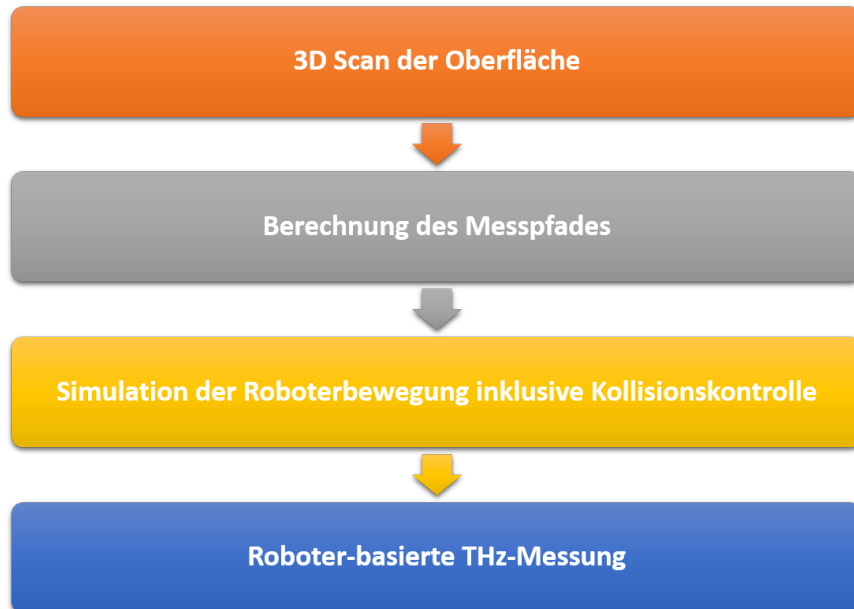 3D Scan der Oberfläche
Berechnung des Messpfades
Simulation der Roboterbewegung inklusive Kollisionskontrolle
Roboter-basierte THz-Messung